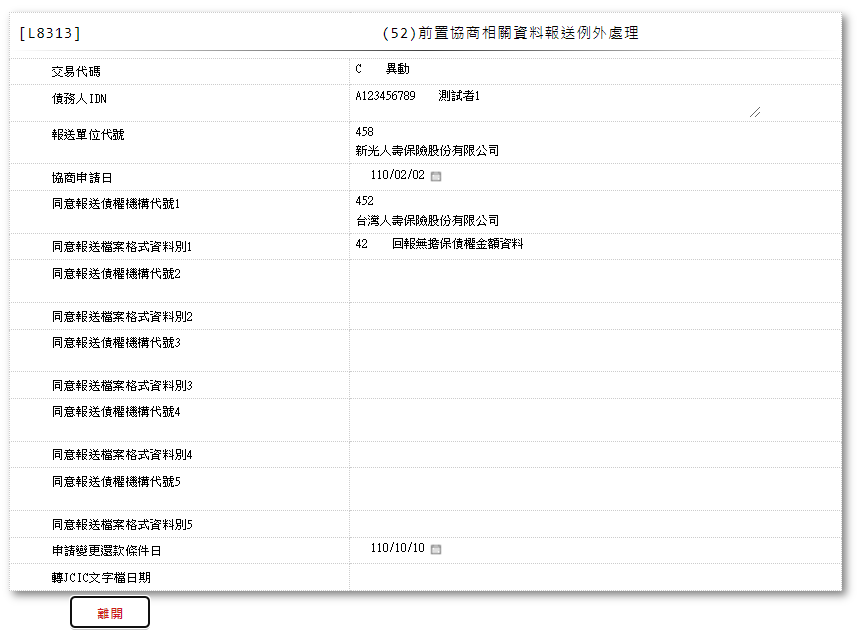 [L8313] (52)前置協商相關資料報送例外處理
交易代碼 C 異動
債務人IDN A123456789 測試者1
報送單位代號 458
新光人壽保險股份有限公司
協商申請日 110/02/02
同意報送債權機構代號1 452
台灣人壽保險股份有限公司
同意報送檔案格式資料別1 42 回報無擔保債權金額資料
同意報送債權機構代號2
同意報送檔案格式資料別2
同意報送債權機構代號3
同意報送檔案格式資料別3
同意報送債權機構代號4
同意報送檔案格式資料別4
同意報送債權機構代號5
同意報送檔案格式資料別5
申請變更還款條件日 110/10/10
轉JCIC文字檔日期
離開